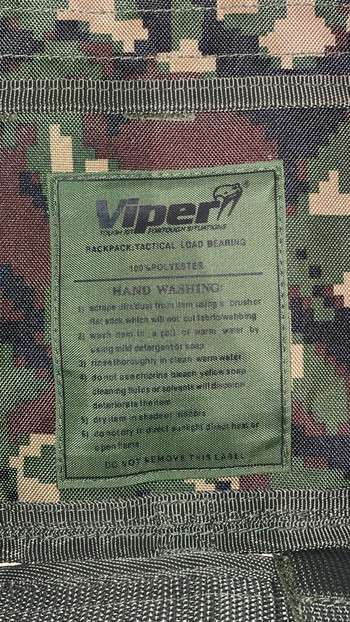 Viper
TOUGH KIT FOR TOUGH SITUATIONS
BACKPACK:TACTICAL LOAD BEARING
100%POLYESTER
HAND WASHING:
1) scrape dirt/dust from item using a brush or
flat stick which will not cut fabric/webbing
2) wash item in a pail of warm water by
using mild detergent or soap
3) rinse thoroughly in clean warm water
4) do not use chlorine bleach yellow soap
cleaning fluids or solvents will discolor
deteriorate the item
5) dry item in shade or indoors
6) do not dry in direct sunlight direct heat or
open flame
DO NOT REMOVE THIS LABEL